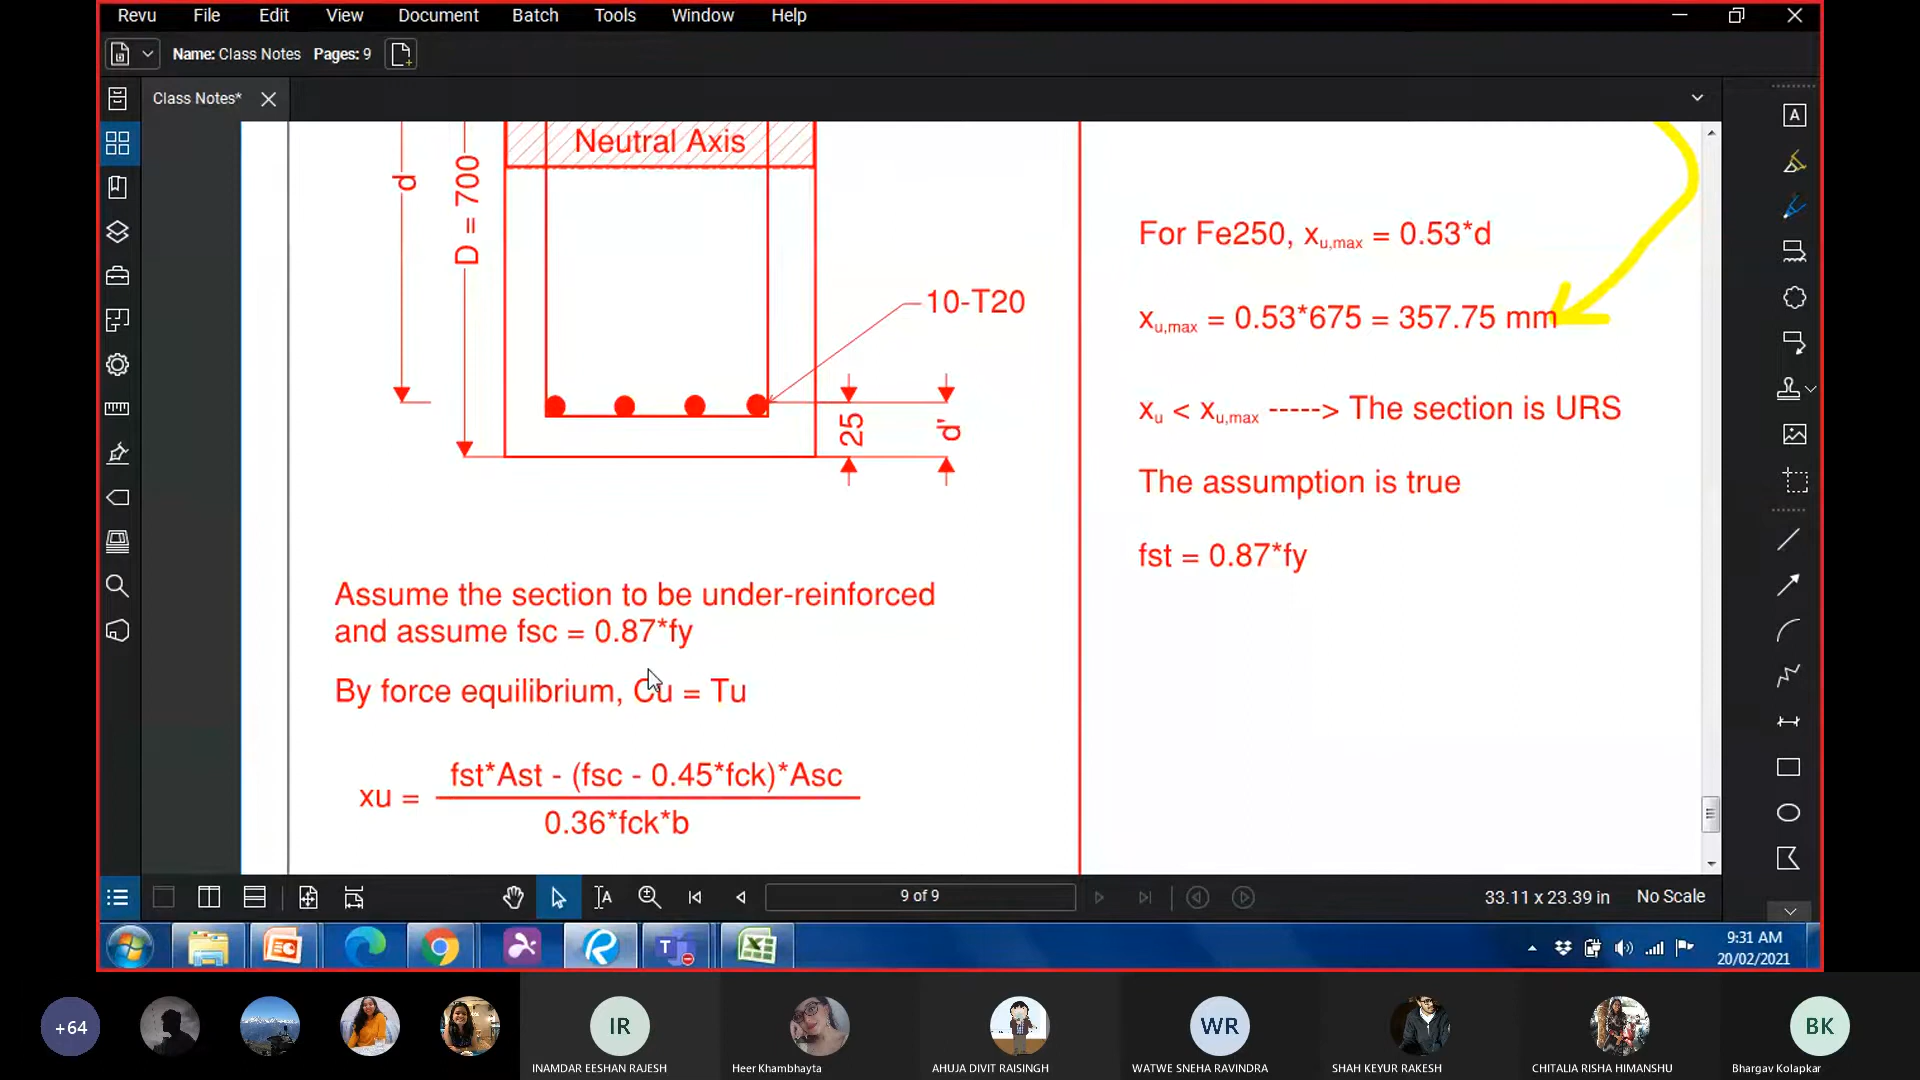 Revu File Edit View Document Batch Tools Window Help
Name: Class Notes Pages: 9
Class Notes*
Neutral Axis
d
D = 700
10-T20
25
d'
Assume the section to be under-reinforced
and assume fsc = 0.87*fy
By force equilibrium, Cu = Tu
xu = fst*Ast - (fsc - 0.45*fck)*Asc
0.36*fck*b
For Fe250, xu,max = 0.53*d
xu,max = 0.53*675 = 357.75 mm
xu < xu,max -----> The section is URS
The assumption is true
fst = 0.87*fy
9 of 9
33.11 x 23.39 in No Scale
9:31 AM
20/02/2021
+64
IR
WR
BK
INAMDAR EESHAN RAJESH
Heer Khambhayta
AHUJA DIVIT RAISINGH
WATWE SNEHA RAVINDRA
SHAH KEYUR RAKESH
CHITALIA RISHA HIMANSHU
Bhargav Kolapkar